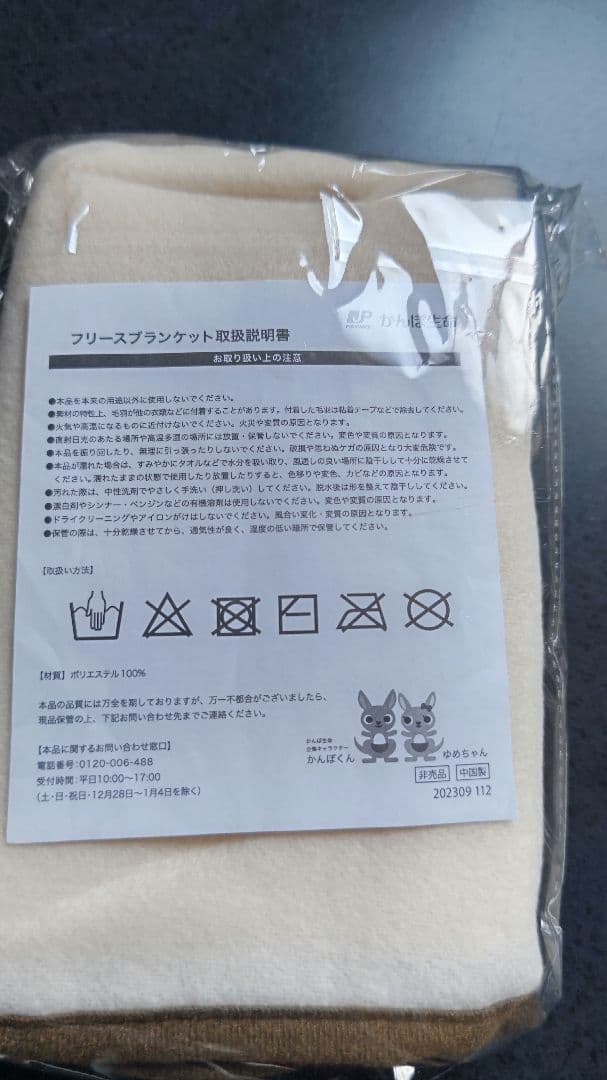 JP
かんぽ生命
フリースブランケット取扱説明書
お取り扱い上の注意
●本品を本来の用途以外に使用しないでください。
●素材の特性上、毛羽が他の衣類などに付着することがあります。付着した毛羽は粘着テープなどで除去してください。
●火気や高温になるものに近付けないでください。火災や変質の原因となります。
●直射日光のあたる場所や高温多湿の場所には放置・保管しないでください。変色や変質の原因となります。
●本品を振り回したり、無理に引っ張ったりしないでください。破損や思わぬケガの原因となり大変危険です。
●本品が濡れた場合は、すみやかにタオルなどで水分を吸い取り、風通しの良い場所に陰干しして十分に乾燥させて
ください。濡れたままの状態で使用したり放置したりすると、色移りや変色、カビなどの原因となります。
●汚れた際は、中性洗剤でやさしく手洗い（押し洗い）してください。脱水後は形を整えて陰干ししてください。
●漂白剤やシンナー・ベンジンなどの有機溶剤は使用しないでください。変色や変質の原因となります。
●ドライクリーニングやアイロンがけはしないでください。風合い変化・変質の原因となります。
●保管の際は、十分乾燥させてから、通気性が良く、湿度の低い暗所で保管してください。
【取扱い方法】
【材質】ポリエステル100%
本品の品質には万全を期しておりますが、万一不都合がございましたら、
現品保管の上、下記お問い合わせ先までご連絡ください。
【本品に関するお問い合わせ窓口】
電話番号:0120-006-488
受付時間:平日10:00〜17:00
（土・日・祝日・12月28日〜1月4日を除く）
かんぽ生命
企業キャラクター
かんぽくん
ゆめちゃん
非売品 中国製
202309 112